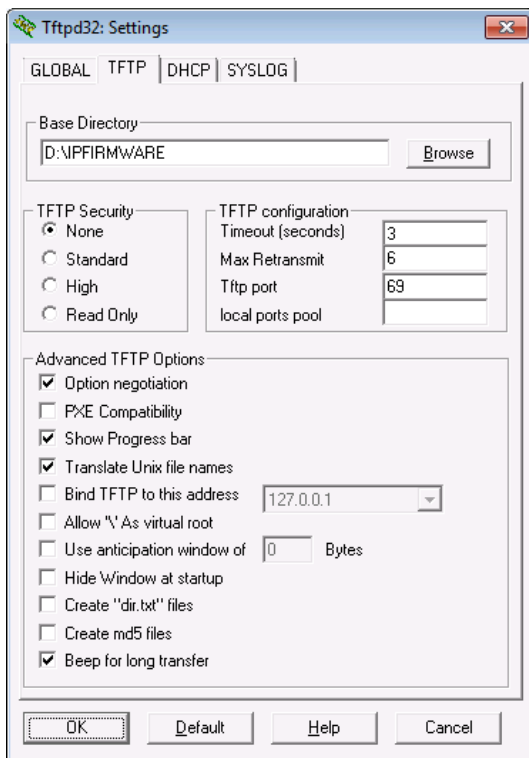 Tftpd32: Settings
GLOBAL TFTP DHCP SYSLOG
Base Directory
D:\IPFIRMWARE Browse
TFTP Security
None
Standard
High
Read Only
TFTP configuration
Timeout (seconds) 3
Max Retransmit 6
Tftp port 69
local ports pool
Advanced TFTP Options
Option negotiation
PXE Compatibility
Show Progress bar
Translate Unix file names
Bind TFTP to this address 127.0.0.1
Allow '\' As virtual root
Use anticipation window of 0 Bytes
Hide Window at startup
Create "dir.txt" files
Create md5 files
Beep for long transfer
OK Default Help Cancel